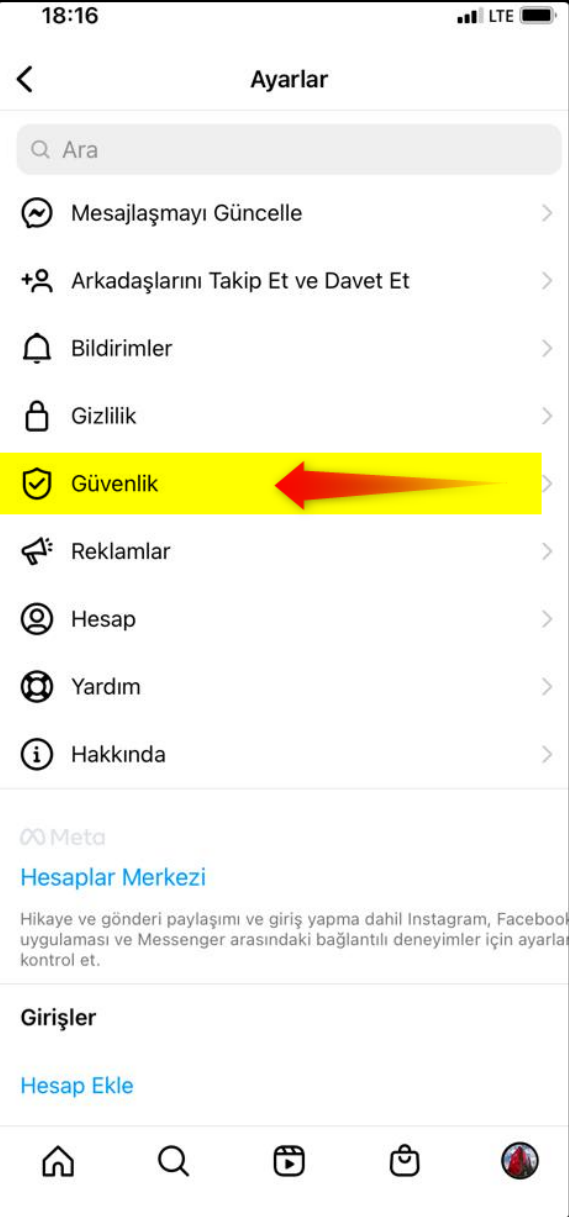 18:16
LTE
Ayarlar
Ara
Mesajlaşmayı Güncelle
Arkadaşlarını Takip Et ve Davet Et
Bildirimler
Gizlilik
Güvenlik
Reklamlar
Hesap
Yardım
Hakkında
Meta
Hesaplar Merkezi
Hikaye ve gönderi paylaşımı ve giriş yapma dahil Instagram, Facebook
uygulaması ve Messenger arasındaki bağlantılı deneyimler için ayarlar
kontrol et.
Girişler
Hesap Ekle